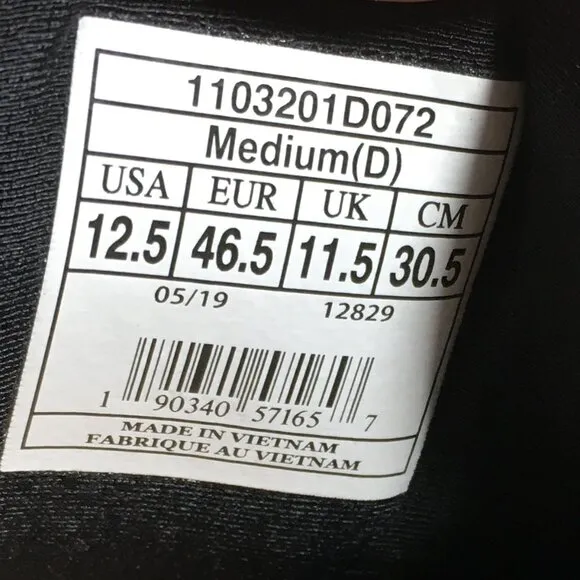 1103201D072
Medium(D)
USA EUR UK CM
12.5 46.5 11.5 30.5
05/19 12829
1 90340 57165 7
MADE IN VIETNAM
FABRIQUE AU VIETNAM